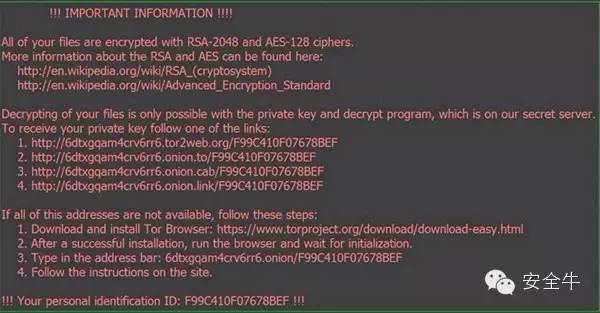 !!! IMPORTANT INFORMATION !!!!
All of your files are encrypted with RSA-2048 and AES-128 ciphers.
More information about the RSA and AES can be found here:
http://en.wikipedia.org/wiki/RSA_(cryptosystem)
http://en.wikipedia.org/wiki/Advanced_Encryption_Standard
Decrypting of your files is only possible with the private key and decrypt program, which is on our secret server.
To receive your private key follow one of the links:
1. http://6dtxgqam4crv6rr6.tor2web.org/F99C410F07678BEF
2. http://6dtxgqam4crv6rr6.onion.to/F99C410F07678BEF
3. http://6dtxgqam4crv6rr6.onion.cab/F99C410F07678BEF
4. http://6dtxgqam4crv6rr6.onion.link/F99C410F07678BEF
If all of this addresses are not available, follow these steps:
1. Download and install Tor Browser: https://www.torproject.org/download/download-easy.html
2. After a successful installation, run the browser and wait for initialization.
3. Type in the address bar: 6dtxgqam4crv6rr6.onion/F99C410F07678BEF
4. Follow the instructions on the site.
!!! Your personal identification ID: F99C410F07678BEF !!!
安全牛